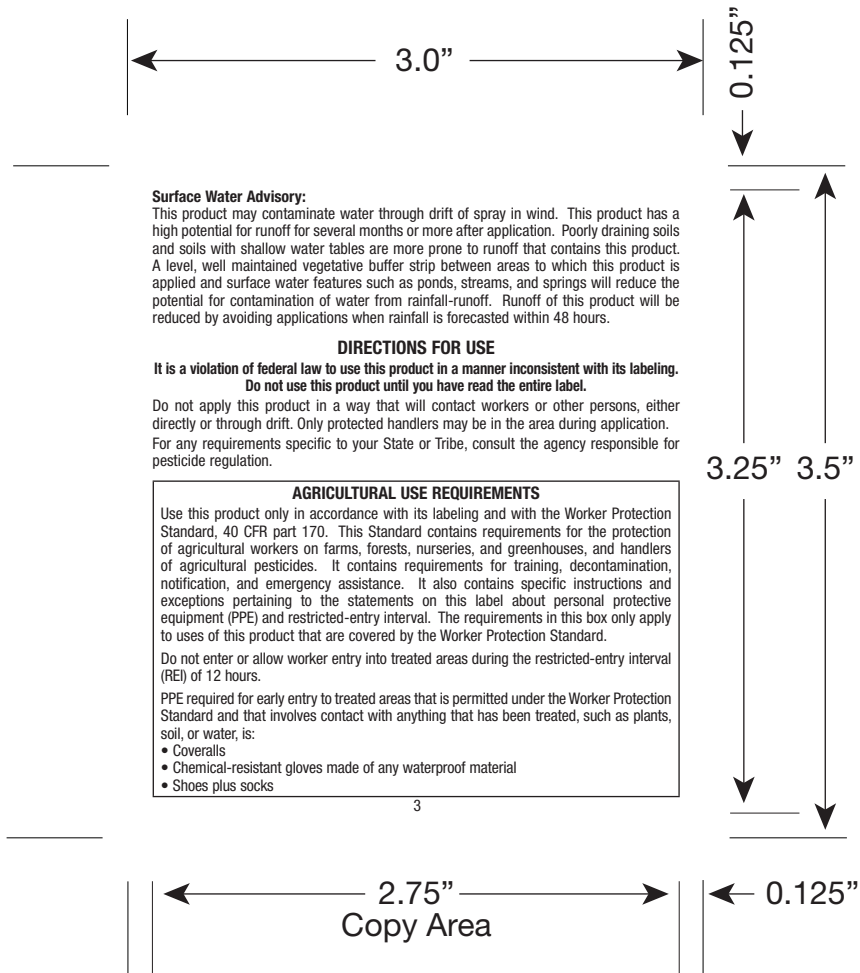 3.0”
0.125”
Surface Water Advisory:
This product may contaminate water through drift of spray in wind. This product has a
high potential for runoff for several months or more after application. Poorly draining soils
and soils with shallow water tables are more prone to runoff that contains this product.
A level, well maintained vegetative buffer strip between areas to which this product is
applied and surface water features such as ponds, streams, and springs will reduce the
potential for contamination of water from rainfall-runoff. Runoff of this product will be
reduced by avoiding applications when rainfall is forecasted within 48 hours.
DIRECTIONS FOR USE
It is a violation of federal law to use this product in a manner inconsistent with its labeling.
Do not use this product until you have read the entire label.
Do not apply this product in a way that will contact workers or other persons, either
directly or through drift. Only protected handlers may be in the area during application.
For any requirements specific to your State or Tribe, consult the agency responsible for
pesticide regulation.
3.25” 3.5”
AGRICULTURAL USE REQUIREMENTS
Use this product only in accordance with its labeling and with the Worker Protection
Standard, 40 CFR part 170. This Standard contains requirements for the protection
of agricultural workers on farms, forests, nurseries, and greenhouses, and handlers
of agricultural pesticides. It contains requirements for training, decontamination,
notification, and emergency assistance. It also contains specific instructions and
exceptions pertaining to the statements on this label about personal protective
equipment (PPE) and restricted-entry interval. The requirements in this box only apply
to uses of this product that are covered by the Worker Protection Standard.
Do not enter or allow worker entry into treated areas during the restricted-entry interval
(REI) of 12 hours.
PPE required for early entry to treated areas that is permitted under the Worker Protection
Standard and that involves contact with anything that has been treated, such as plants,
soil, or water, is:
• Coveralls
• Chemical-resistant gloves made of any waterproof material
• Shoes plus socks
3
2.75”
0.125”
Copy Area